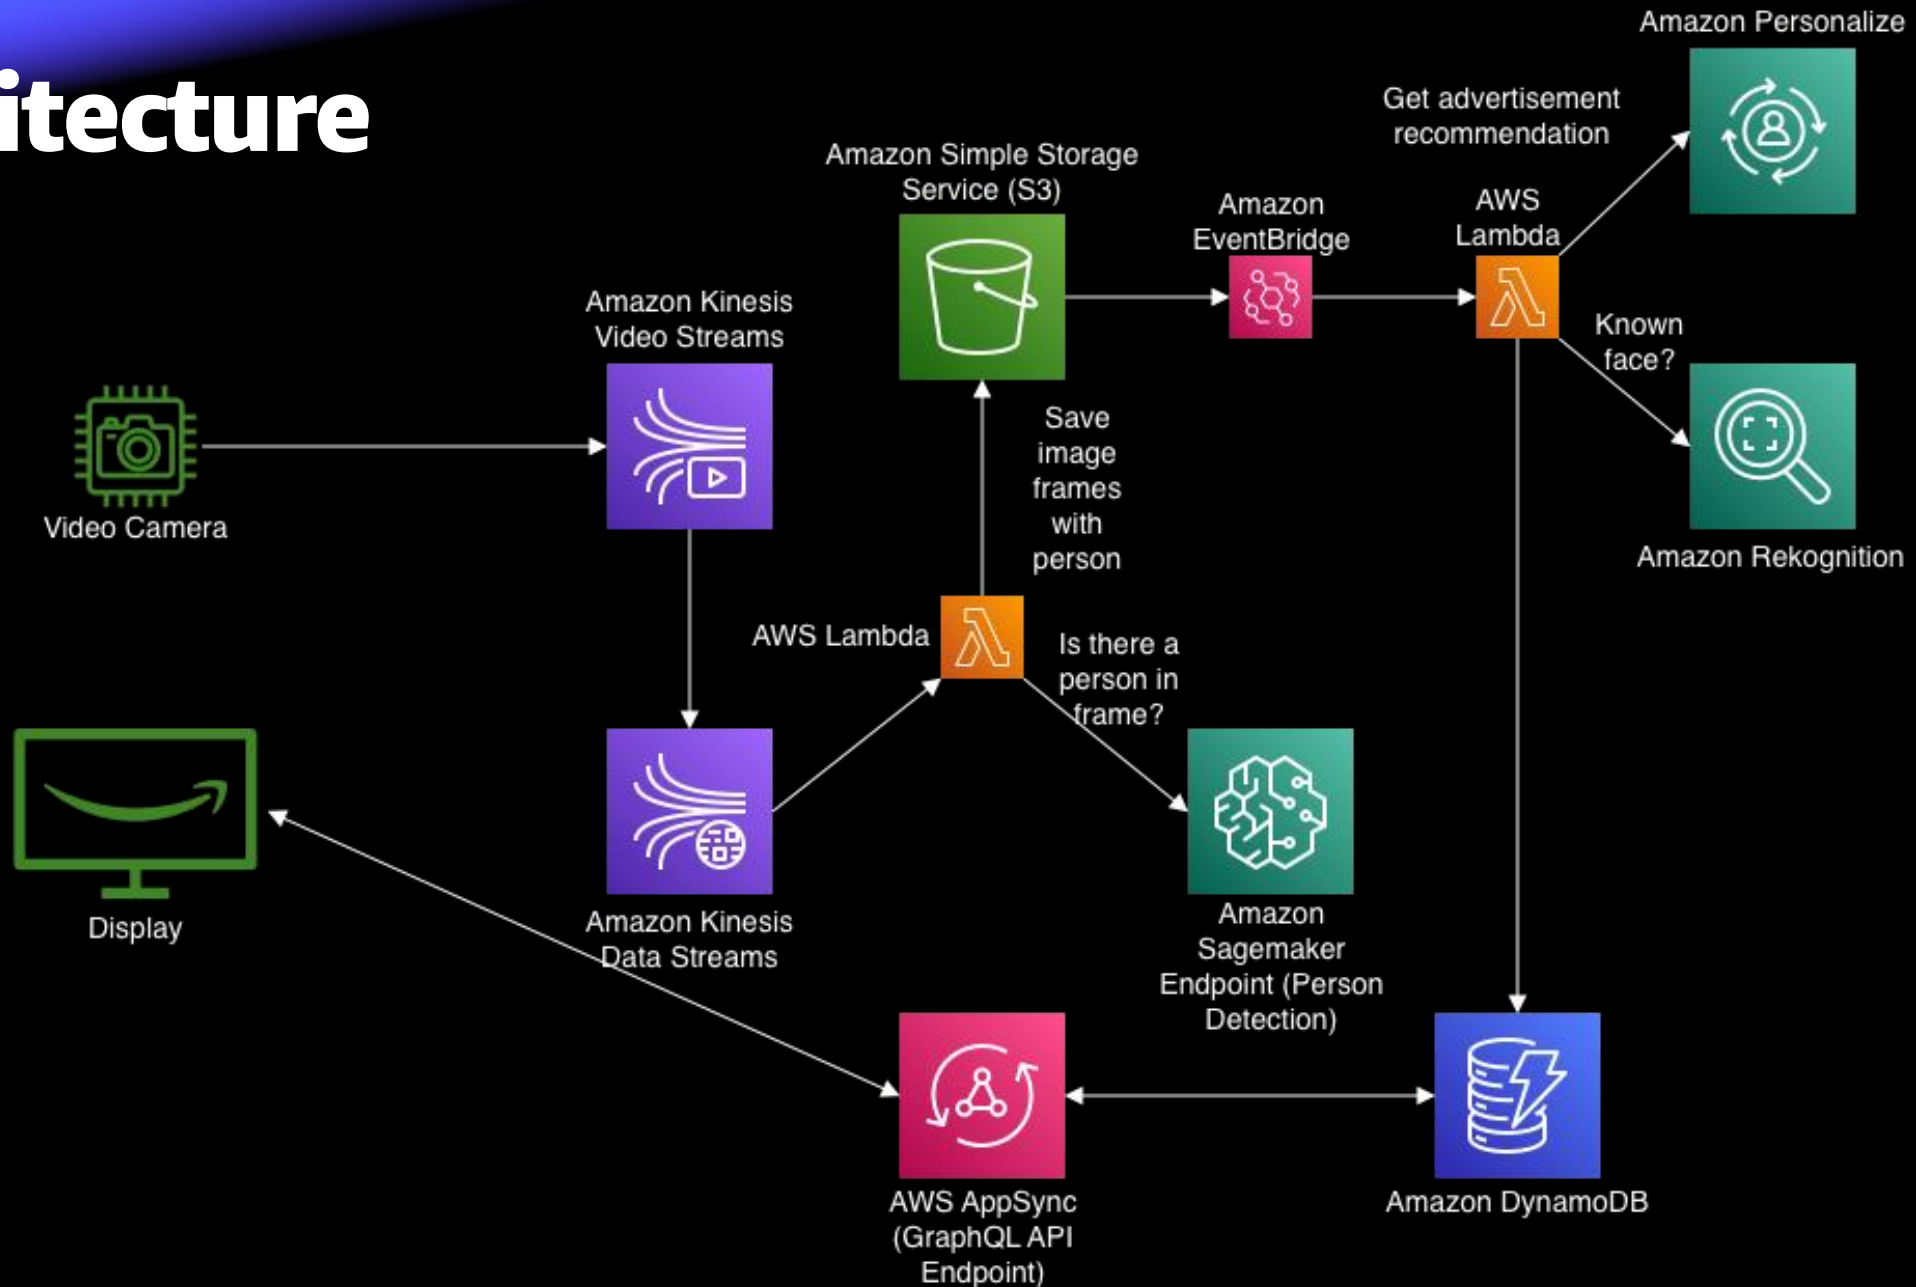 itecture
Amazon Personalize
Get advertisement
recommendation
Amazon Simple Storage
Service (S3)
Amazon
EventBridge
AWS
Lambda
Amazon Kinesis
Video Streams
Known
face?
Video Camera
Save
image
frames
with
person
Amazon Rekognition
AWS Lambda
Is there a
person in
frame?
Display
Amazon Kinesis
Data Streams
Amazon
Sagemaker
Endpoint (Person
Detection)
AWS AppSync
(GraphQL API
Endpoint)
Amazon DynamoDB